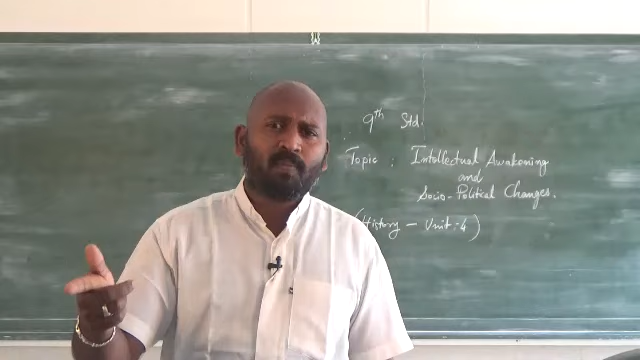 9th Std.
Topic : Intellectual Awakening
and
Socio-Political Changes.
(History - Unit : 4)